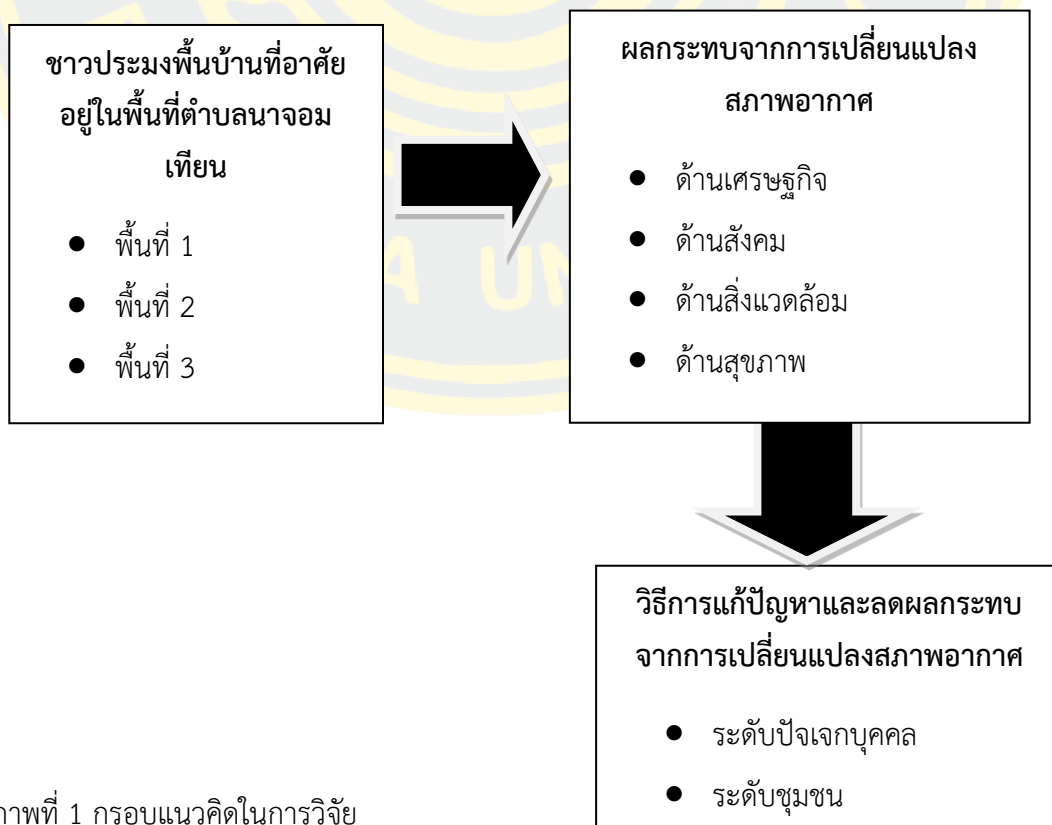 ชาวประมงพื้นบ้านที่อาศัย
อยู่ในพื้นที่ตำบลนาจอม
เทียน
● พื้นที่ 1
● พื้นที่ 2
● พื้นที่ 3
ผลกระทบจากการเปลี่ยนแปลง
สภาพอากาศ
● ด้านเศรษฐกิจ
● ด้านสังคม
● ด้านสิ่งแวดล้อม
● ด้านสุขภาพ
A UN
วิธีการแก้ปัญหาและลดผลกระทบ
จากการเปลี่ยนแปลงสภาพอากาศ
● ระดับปัจเจกบุคคล
● ระดับชุมชน
าพที่ 1 กรอบแนวคิดในการวิจัย